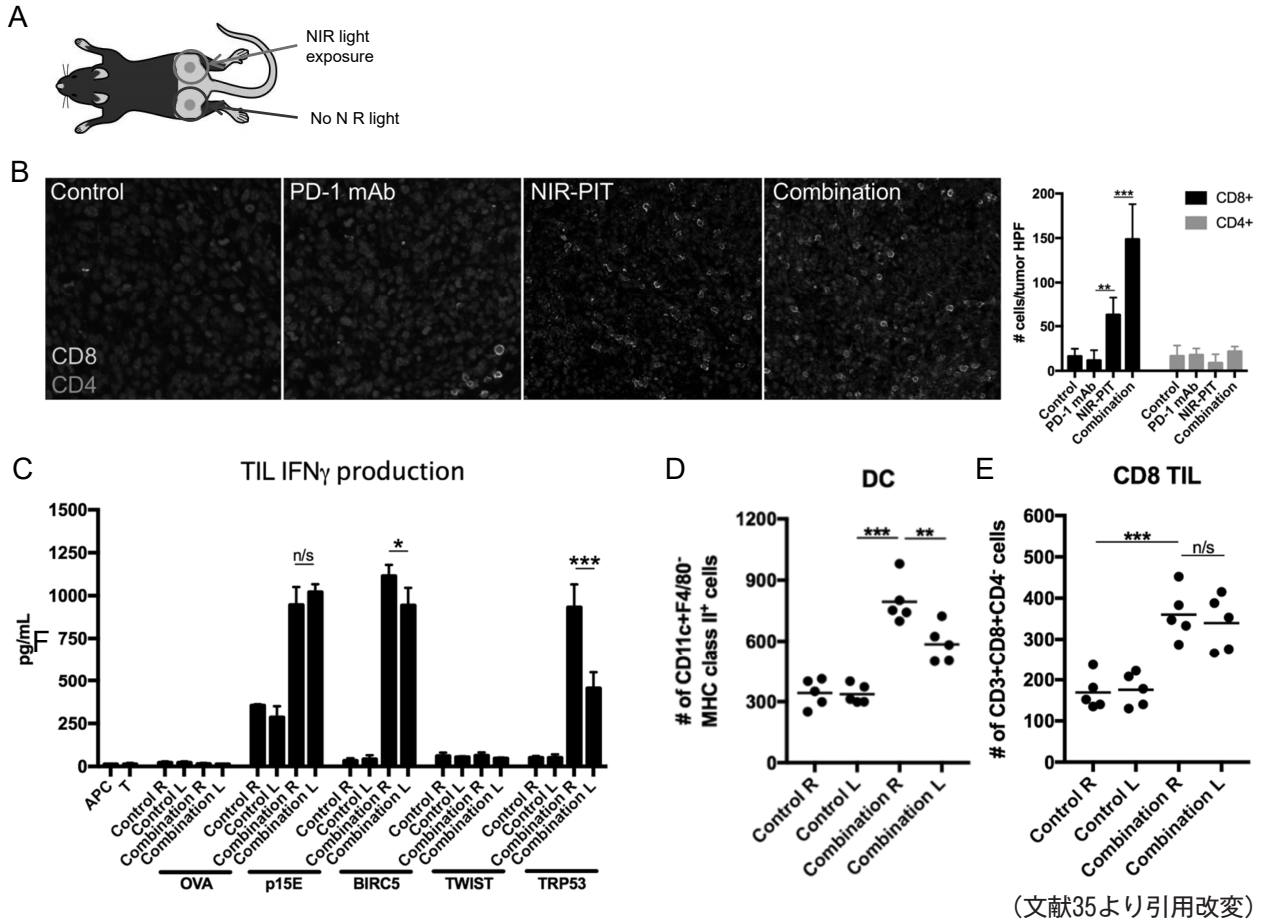 A
NIR light
exposure
No N R light
B
Control
PD-1 mAb
NIR-PIT
Combination
CD8
CD4
# cells/tumor HPF
200
150
100
50
0
***
**
CD8+
CD4+
Control
PD-1 mAb
NIR-PIT
Combination
Control
PD-1 mAb
NIR-PIT
Combination
C
TIL IFNγ production
pg/mL
F
1500
1250
1000
750
500
250
0
n/s
*
***
APC
T
Control R
Control L
Combination R
Combination L
Control R
Control L
Combination R
Combination L
Control R
Control L
Combination R
Combination L
Control R
Control L
Combination R
Combination L
Control R
Control L
Combination R
Combination L
OVA
p15E
BIRC5
TWIST
TRP53
D
DC
# of CD11c+F4/80-
MHC class II+ cells
1200
900
600
300
0
***
**
Control R
Control L
Combination R
Combination L
E
CD8 TIL
# of CD3+CD8+CD4- cells
600
500
400
300
200
100
0
***
n/s
Control R
Control L
Combination R
Combination L
(文献35より引用改変)